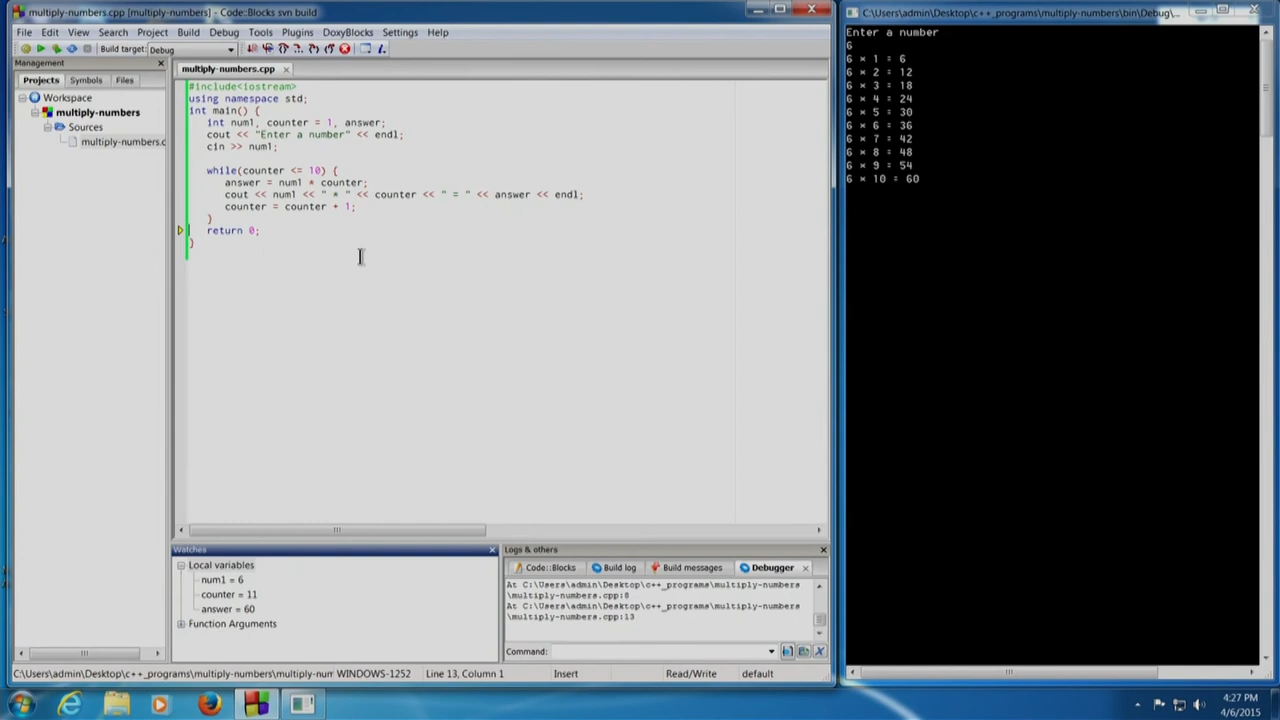 multiply-numbers.cpp [multiply-numbers] - Code::Blocks svn build
File Edit View Search Project Build Debug Tools Plugins DoxyBlocks Settings Help
Build target: Debug
Management
Projects Symbols Files
Workspace
multiply-numbers
Sources
multiply-numbers.c
multiply-numbers.cpp
#include<iostream>
using namespace std;
int main() {
int num1, counter = 1, answer;
cout << "Enter a number" << endl;
cin >> num1;
while(counter <= 10) {
answer = num1 * counter;
cout << num1 << " * " << counter << " = " << answer << endl;
counter = counter + 1;
}
return 0;
}
Watches
Local variables
num1 = 6
counter = 11
answer = 60
Function Arguments
Logs & others
Code::Blocks Build log Build messages Debugger
At C:\Users\admin\Desktop\c++_programs\multiply-numbers
\multiply-numbers.cpp:8
At C:\Users\admin\Desktop\c++_programs\multiply-numbers
\multiply-numbers.cpp:13
Command:
C:\Users\admin\Desktop\c++_programs\multiply-numbers\multiply-num WINDOWS-1252 Line 13, Column 1 Insert Read/Write default
C:\Users\admin\Desktop\c++_programs\multiply-numbers\bin\Debug\...
Enter a number
6
6 * 1 = 6
6 * 2 = 12
6 * 3 = 18
6 * 4 = 24
6 * 5 = 30
6 * 6 = 36
6 * 7 = 42
6 * 8 = 48
6 * 9 = 54
6 * 10 = 60
4:27 PM
4/6/2015